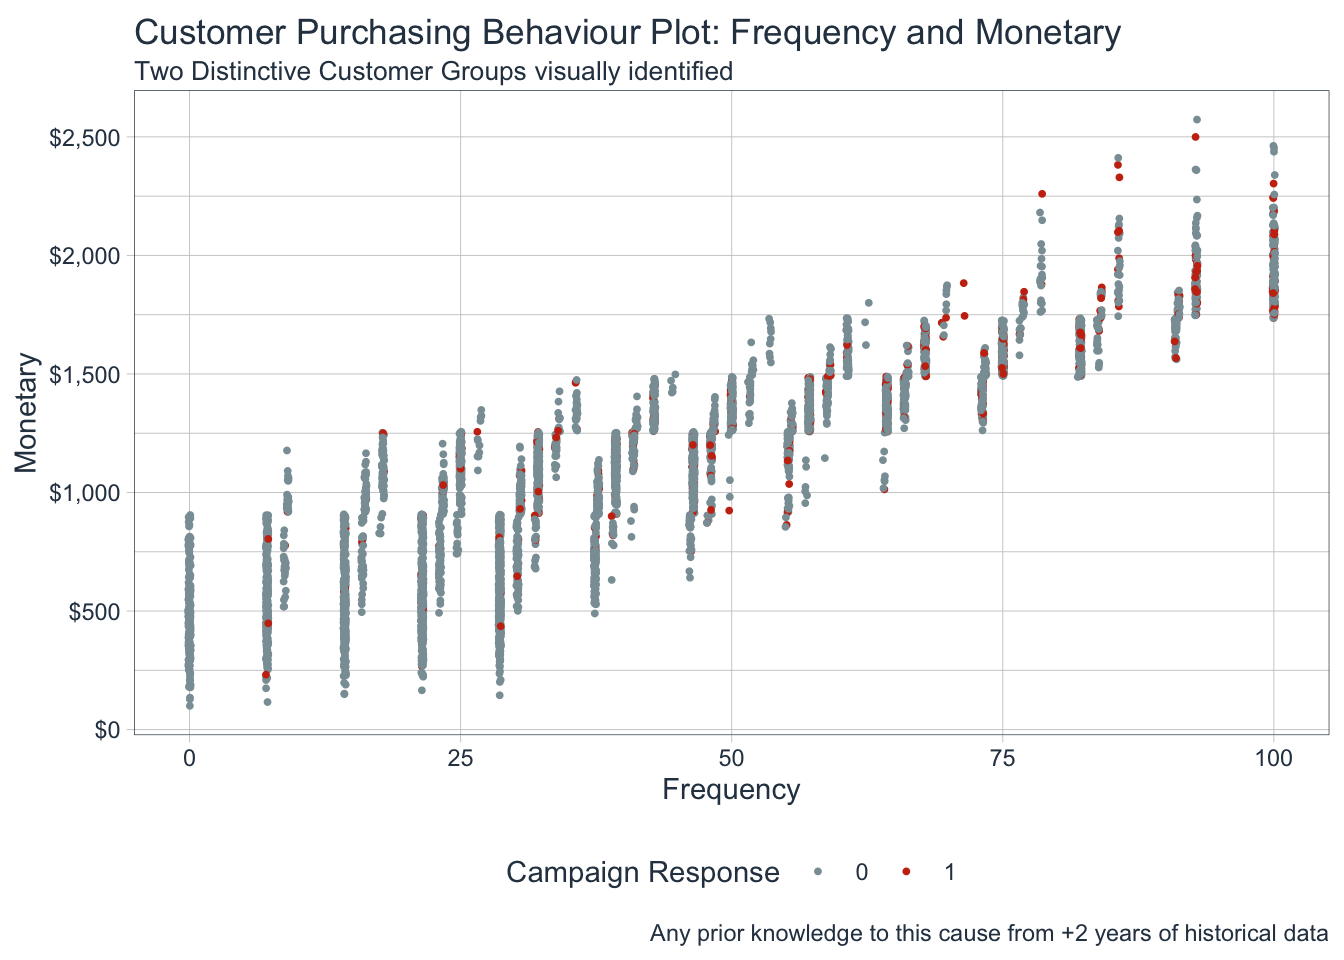 Customer Purchasing Behaviour Plot: Frequency and Monetary
Two Distinctive Customer Groups visually identified
$2,500
$2,000
$1,500
$1,000
$500
$0
Monetary
0 25 50 75 100
Frequency
Campaign Response 0 1
Any prior knowledge to this cause from +2 years of historical data